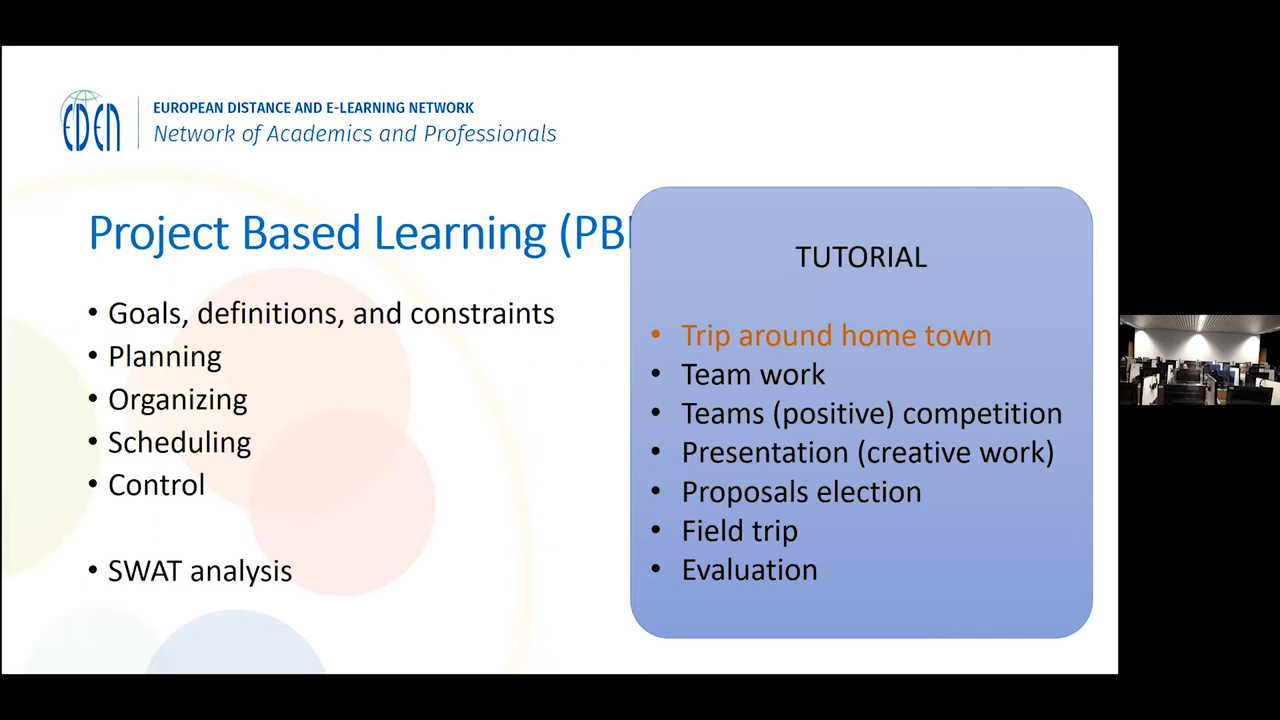 EDEN
EUROPEAN DISTANCE AND E-LEARNING NETWORK
Network of Academics and Professionals
Project Based Learning (PB
• Goals, definitions, and constraints
• Planning
• Organizing
• Scheduling
• Control
• SWAT analysis
TUTORIAL
• Trip around home town
• Team work
• Teams (positive) competition
• Presentation (creative work)
• Proposals election
• Field trip
• Evaluation